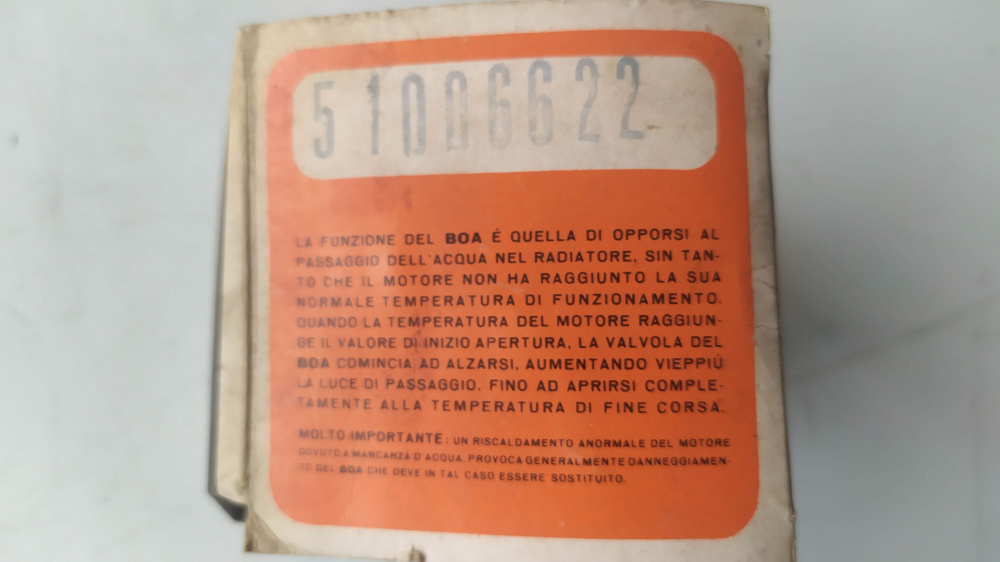 51006622
LA FUNZIONE DEL BOA È QUELLA DI OPPORSI AL
PASSAGGIO DELL'ACQUA NEL RADIATORE, SIN TAN-
TO CHE IL MOTORE NON HA RAGGIUNTO LA SUA
NORMALE TEMPERATURA DI FUNZIONAMENTO.
QUANDO LA TEMPERATURA DEL MOTORE RAGGIUN-
GE IL VALORE DI INIZIO APERTURA, LA VALVOLA DEL
BOA COMINCIA AD ALZARSI, AUMENTANDO VIEPPIÙ
LA LUCE DI PASSAGGIO, FINO AD APRIRSI COMPLE-
TAMENTE ALLA TEMPERATURA DI FINE CORSA.
MOLTO IMPORTANTE: UN RISCALDAMENTO ANORMALE DEL MOTORE
DOVUTO A MANCANZA D'ACQUA, PROVOCA GENERALMENTE DANNEGGIAMEN-
TO DEL BOA CHE DEVE IN TAL CASO ESSERE SOSTITUITO.